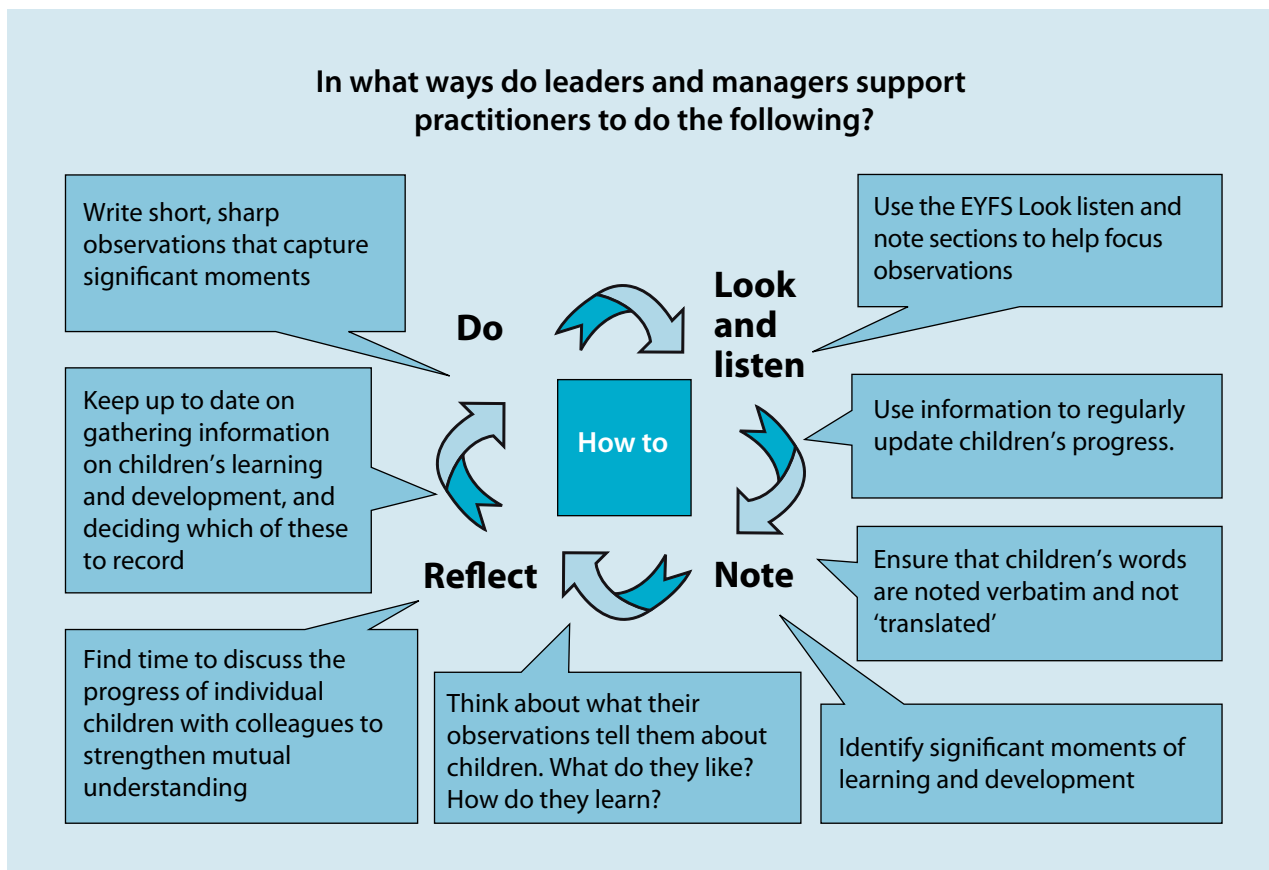 In what ways do leaders and managers support
practitioners to do the following?
Write short, sharp
observations that capture
significant moments
Use the EYFS Look listen and
note sections to help focus
observations
Do
Look
and
listen
Keep up to date on
gathering information
on children’s learning
and development, and
deciding which of these
to record
How to
Use information to regularly
update children’s progress.
Reflect
Note
Ensure that children’s words
are noted verbatim and not
‘translated’
Find time to discuss the
progress of individual
children with colleagues to
strengthen mutual
understanding
Think about what their
observations tell them about
children. What do they like?
How do they learn?
Identify significant moments of
learning and development